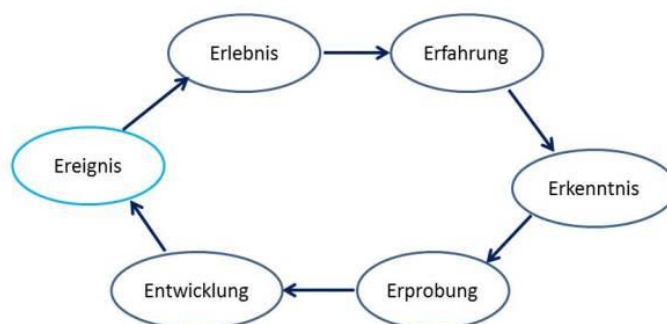 Erlebnis
Erfahrung
Ereignis
Erkenntnis
Entwicklung
Erprobung